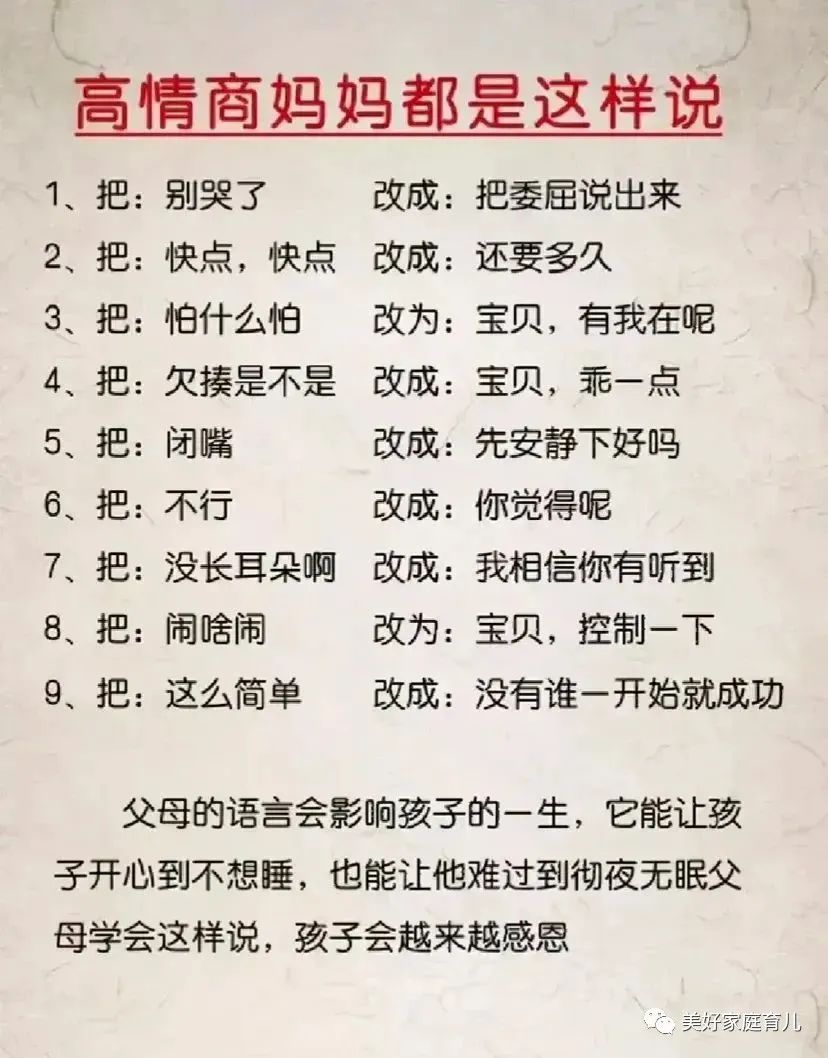 高情商妈妈都是这样说
1、把：别哭了 改成：把委屈说出来
2、把：快点，快点 改成：还要多久
3、把：怕什么怕 改为：宝贝，有我在呢
4、把：欠揍是不是 改成：宝贝，乖一点
5、把：闭嘴 改成：先安静下好吗
6、把：不行 改成：你觉得呢
7、把：没长耳朵啊 改成：我相信你有听到
8、把：闹啥闹 改为：宝贝，控制一下
9、把：这么简单 改成：没有谁一开始就成功
父母的语言会影响孩子的一生，它能让孩
子开心到不想睡，也能让他难过到彻夜无眠父
母学会这样说，孩子会越来越感恩
美好家庭育儿